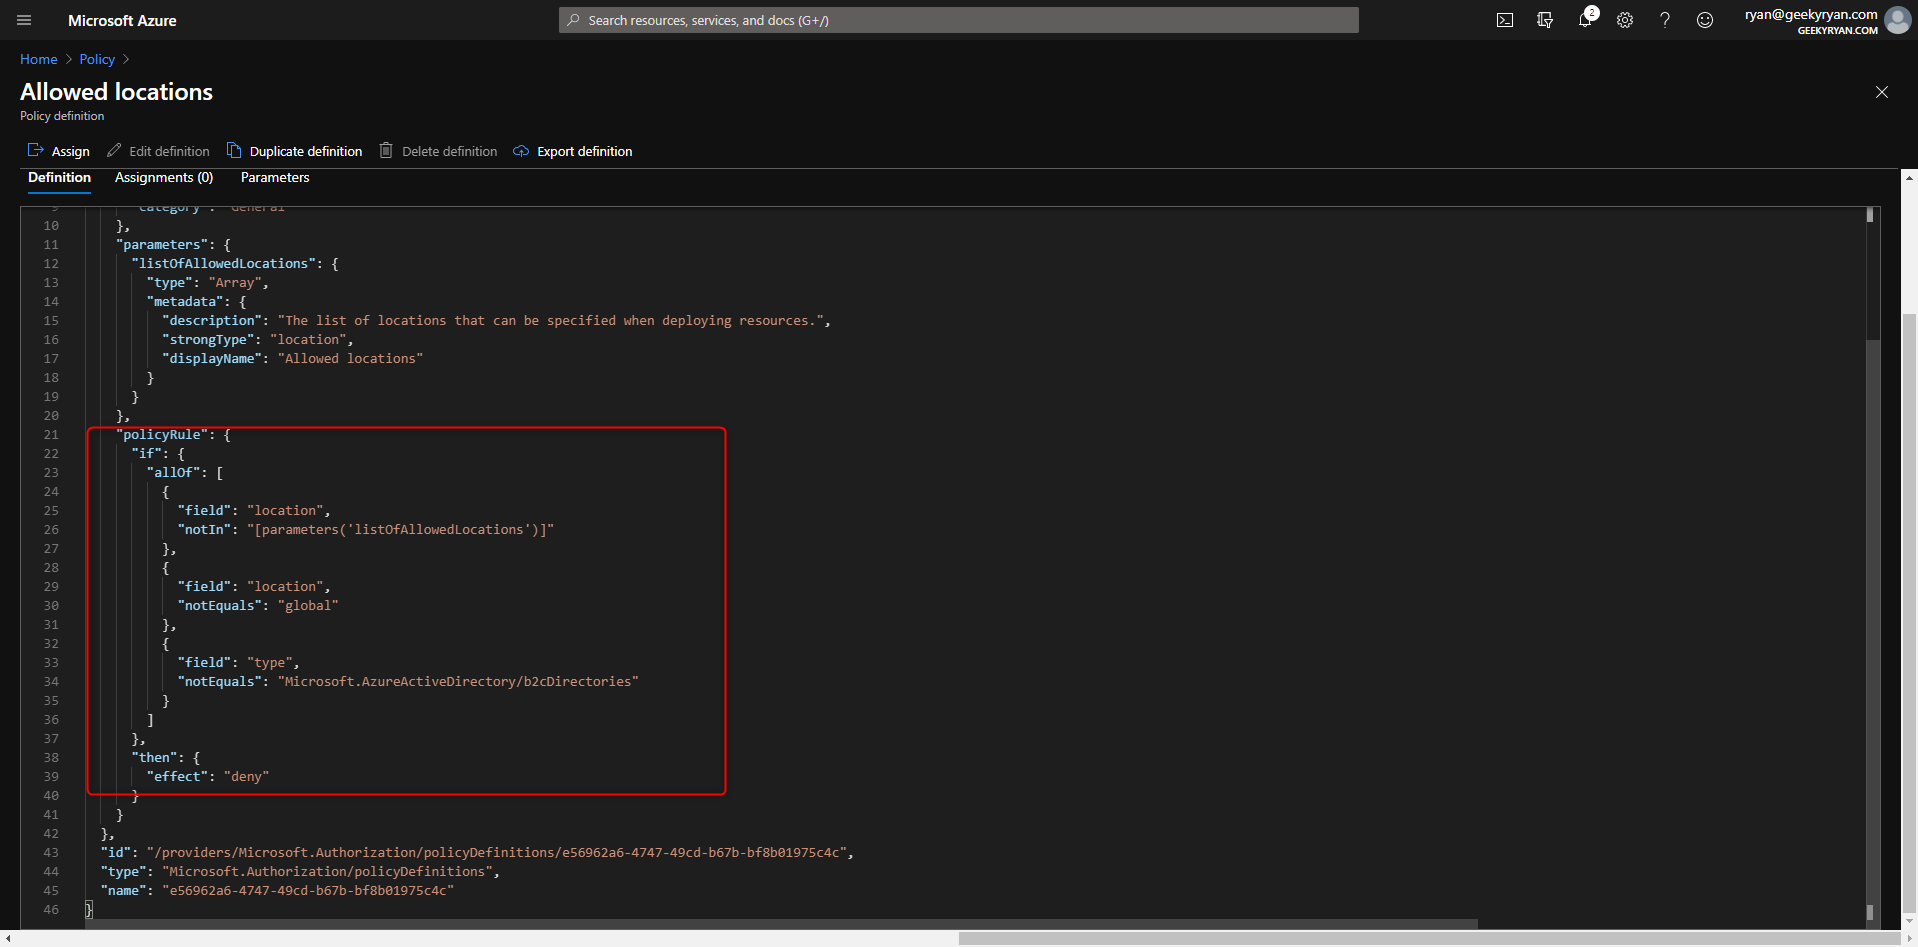 Microsoft Azure
Search resources, services, and docs (G+/)
2
ryan@geekyryan.com
GEEKYRYAN.COM
Home > Policy >
Allowed locations
Policy definition
Assign Edit definition Duplicate definition Delete definition Export definition
Definition Assignments (0) Parameters
9 "category": "General"
10 },
11 "parameters": {
12 "listOfAllowedLocations": {
13 "type": "Array",
14 "metadata": {
15 "description": "The list of locations that can be specified when deploying resources.",
16 "strongType": "location",
17 "displayName": "Allowed locations"
18 }
19 }
20 },
21 "policyRule": {
22 "if": {
23 "allOf": [
24 {
25 "field": "location",
26 "notIn": "[parameters('listOfAllowedLocations')]"
27 },
28 {
29 "field": "location",
30 "notEquals": "global"
31 },
32 {
33 "field": "type",
34 "notEquals": "Microsoft.AzureActiveDirectory/b2cDirectories"
35 }
36 ]
37 },
38 "then": {
39 "effect": "deny"
40 }
41 }
42 },
43 "id": "/providers/Microsoft.Authorization/policyDefinitions/e56962a6-4747-49cd-b67b-bf8b01975c4c",
44 "type": "Microsoft.Authorization/policyDefinitions",
45 "name": "e56962a6-4747-49cd-b67b-bf8b01975c4c"
46 }